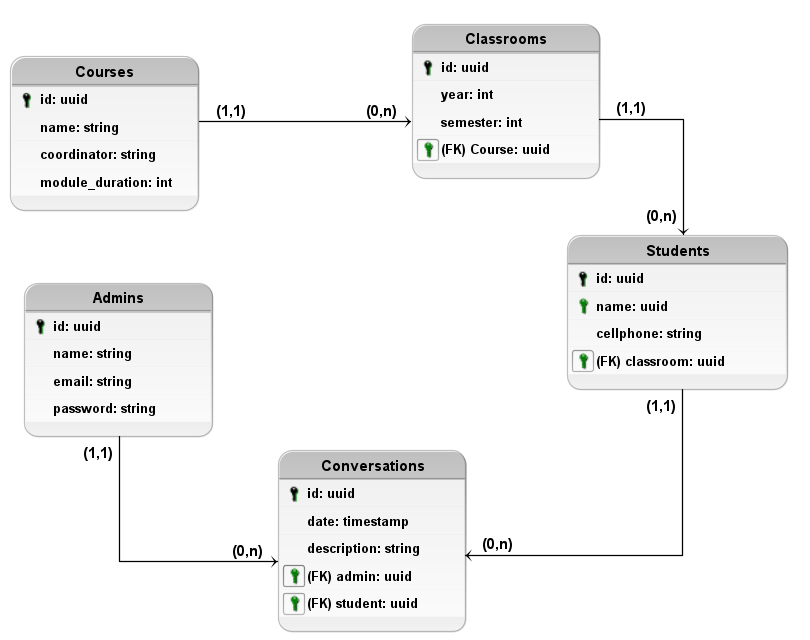 Courses
id: uuid
name: string
coordinator: string
module_duration: int
(1,1)
(0,n)
Classrooms
id: uuid
year: int
semester: int
(FK) Course: uuid
(1,1)
(0,n)
Students
id: uuid
name: uuid
cellphone: string
(FK) classroom: uuid
(1,1)
(0,n)
Admins
id: uuid
name: string
email: string
password: string
(1,1)
(0,n)
Conversations
id: uuid
date: timestamp
description: string
(FK) admin: uuid
(FK) student: uuid